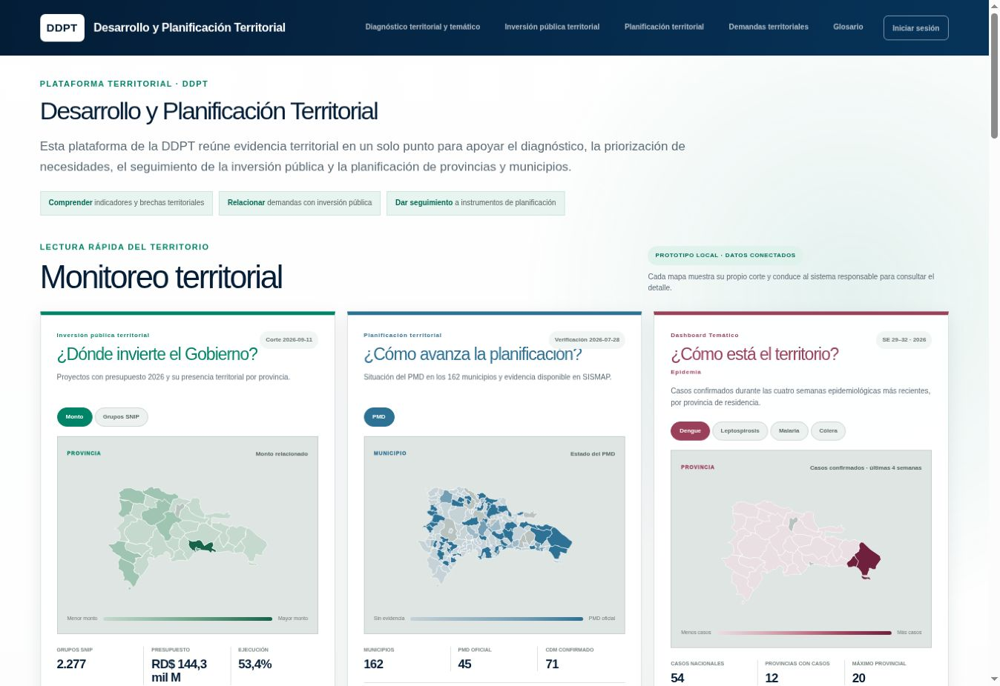 DDPT
Desarrollo y Planificación Territorial
Diagnóstico territorial y temático
Inversión pública territorial
Planificación territorial
Demandas territoriales
Glosario
Iniciar sesión
PLATAFORMA TERRITORIAL · DDPT
Desarrollo y Planificación Territorial
Esta plataforma de la DDPT reúne evidencia territorial en un solo punto para apoyar el diagnóstico, la priorización de
necesidades, el seguimiento de la inversión pública y la planificación de provincias y municipios.
Comprender indicadores y brechas territoriales
Relacionar demandas con inversión pública
Dar seguimiento a instrumentos de planificación
LECTURA RÁPIDA DEL TERRITORIO
Monitoreo territorial
PROTOTIPO LOCAL · DATOS CONECTADOS
Cada mapa muestra su propio corte y conduce al sistema responsable para consultar el
detalle.
Inversión pública territorial
Corte 2026-09-11
¿Dónde invierte el Gobierno?
Proyectos con presupuesto 2026 y su presencia territorial por provincia.
Monto
Grupos SNIP
PROVINCIA
Monto relacionado
Menor monto
Mayor monto
GRUPOS SNIP
2.277
PRESUPUESTO
RD$ 144,3
mil M
EJECUCIÓN
53,4%
Planificación territorial
Verificación 2026-07-28
¿Cómo avanza la planificación?
Situación del PMD en los 162 municipios y evidencia disponible en SISMAP.
PMD
MUNICIPIO
Estado del PMD
Sin evidencia
PMD oficial
MUNICIPIOS
162
PMD OFICIAL
45
CDM CONFIRMADO
71
Dashboard Temático
SE 29–32 · 2026
¿Cómo está el territorio?
Epidemia
Casos confirmados durante las cuatro semanas epidemiológicas más recientes,
por provincia de residencia.
Dengue
Leptospirosis
Malaria
Cólera
PROVINCIA
Casos confirmados · últimas 4 semanas
Menos casos
Más casos
CASOS NACIONALES
54
PROVINCIAS CON CASOS
12
MÁXIMO PROVINCIAL
20